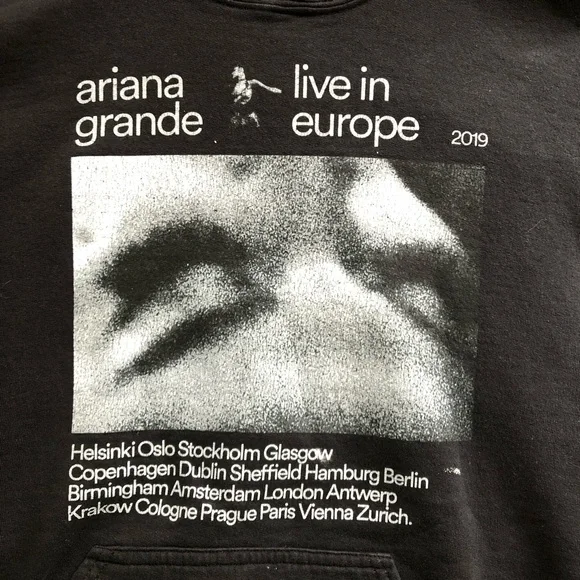 ariana live in
grande europe 2019
Helsinki Oslo Stockholm Glasgow
Copenhagen Dublin Sheffield Hamburg Berlin
Birmingham Amsterdam London Antwerp
Krakow Cologne Prague Paris Vienna Zurich.